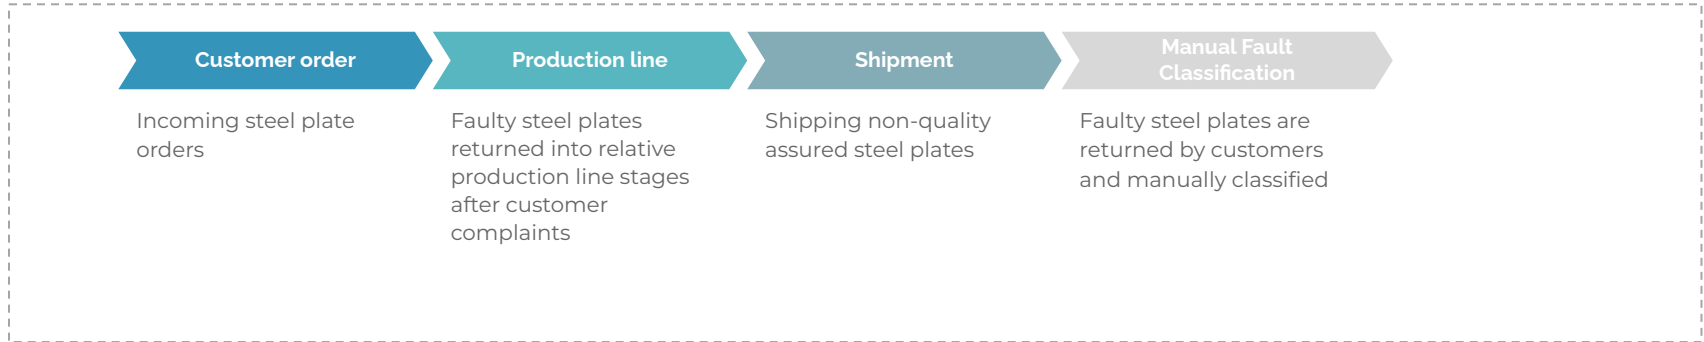 Customer order
Production line
Shipment
Manual Fault
Classification
Incoming steel plate
orders
Faulty steel plates
returned into relative
production line stages
after customer
complaints
Shipping non-quality
assured steel plates
Faulty steel plates are
returned by customers
and manually classified